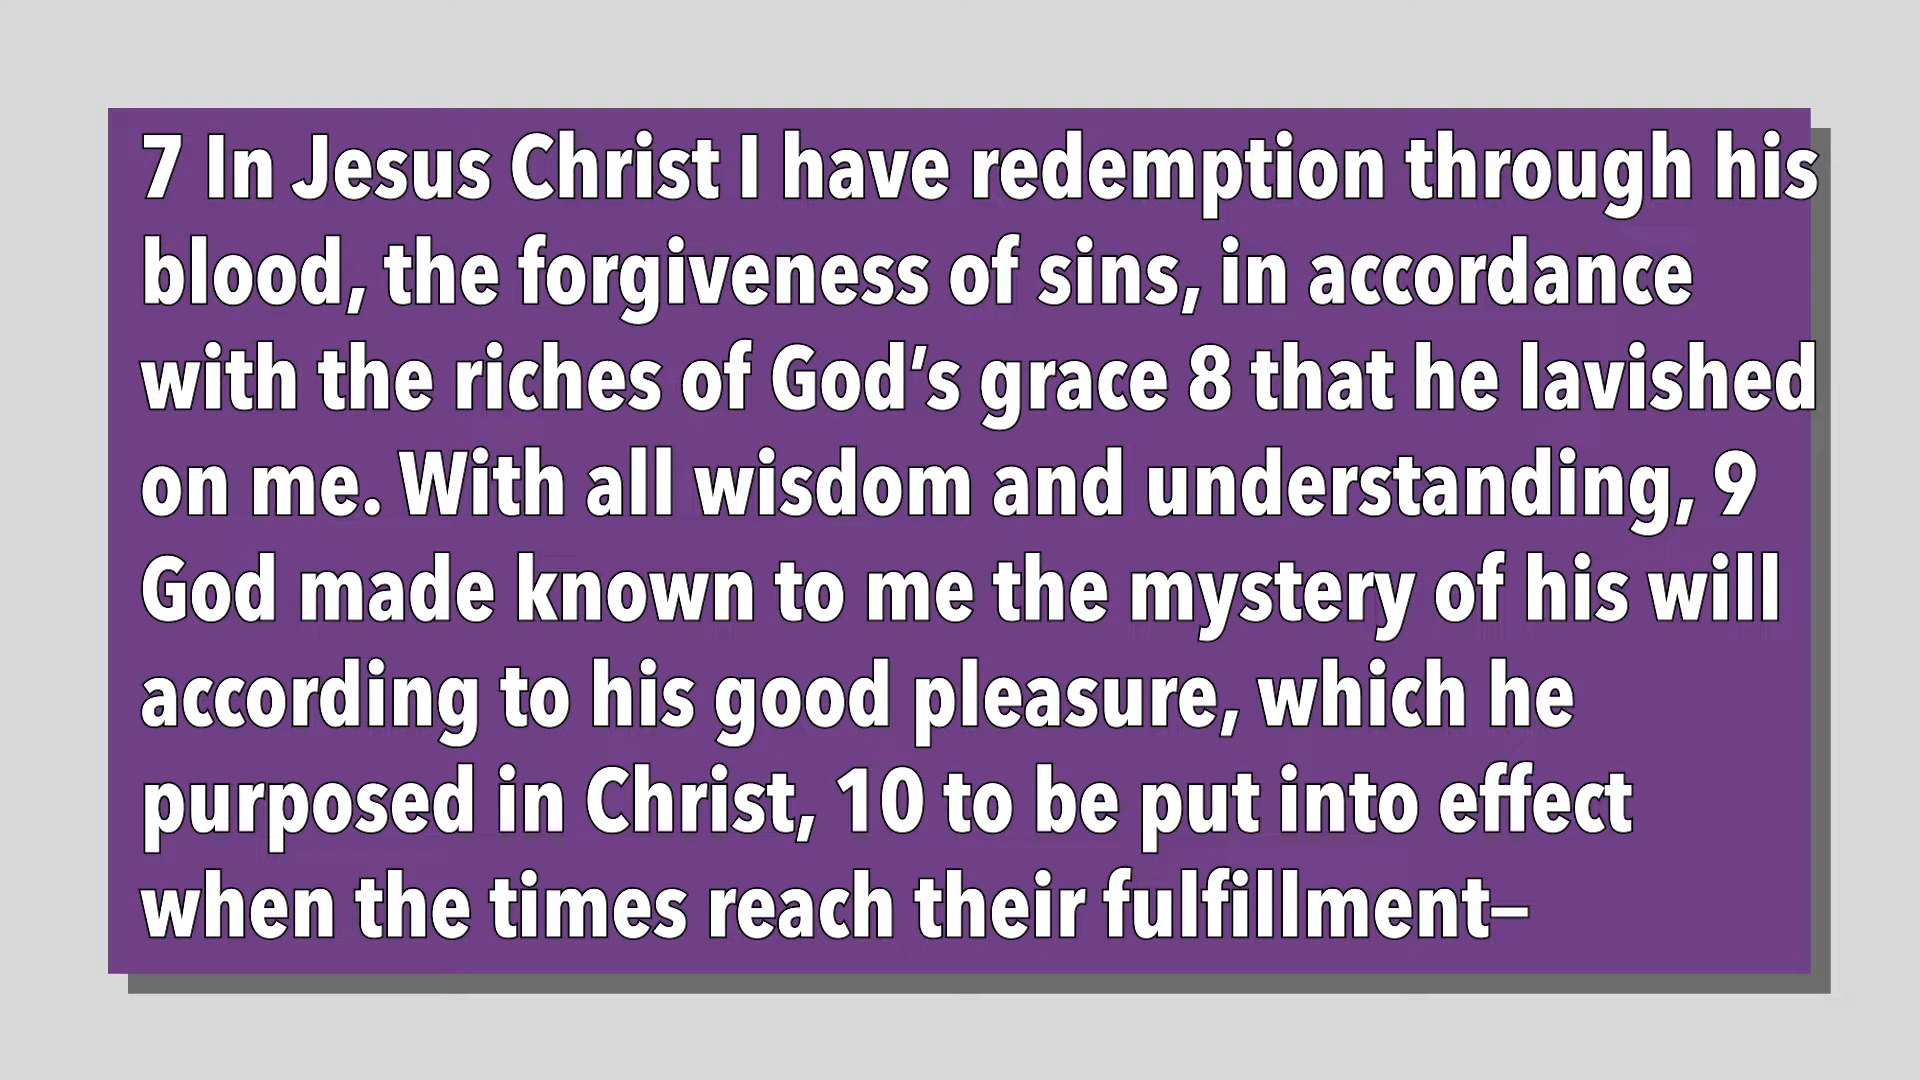 7 In Jesus Christ I have redemption through his
blood, the forgiveness of sins, in accordance
with the riches of God’s grace 8 that he lavished
on me. With all wisdom and understanding, 9
God made known to me the mystery of his will
according to his good pleasure, which he
purposed in Christ, 10 to be put into effect
when the times reach their fulfillment–